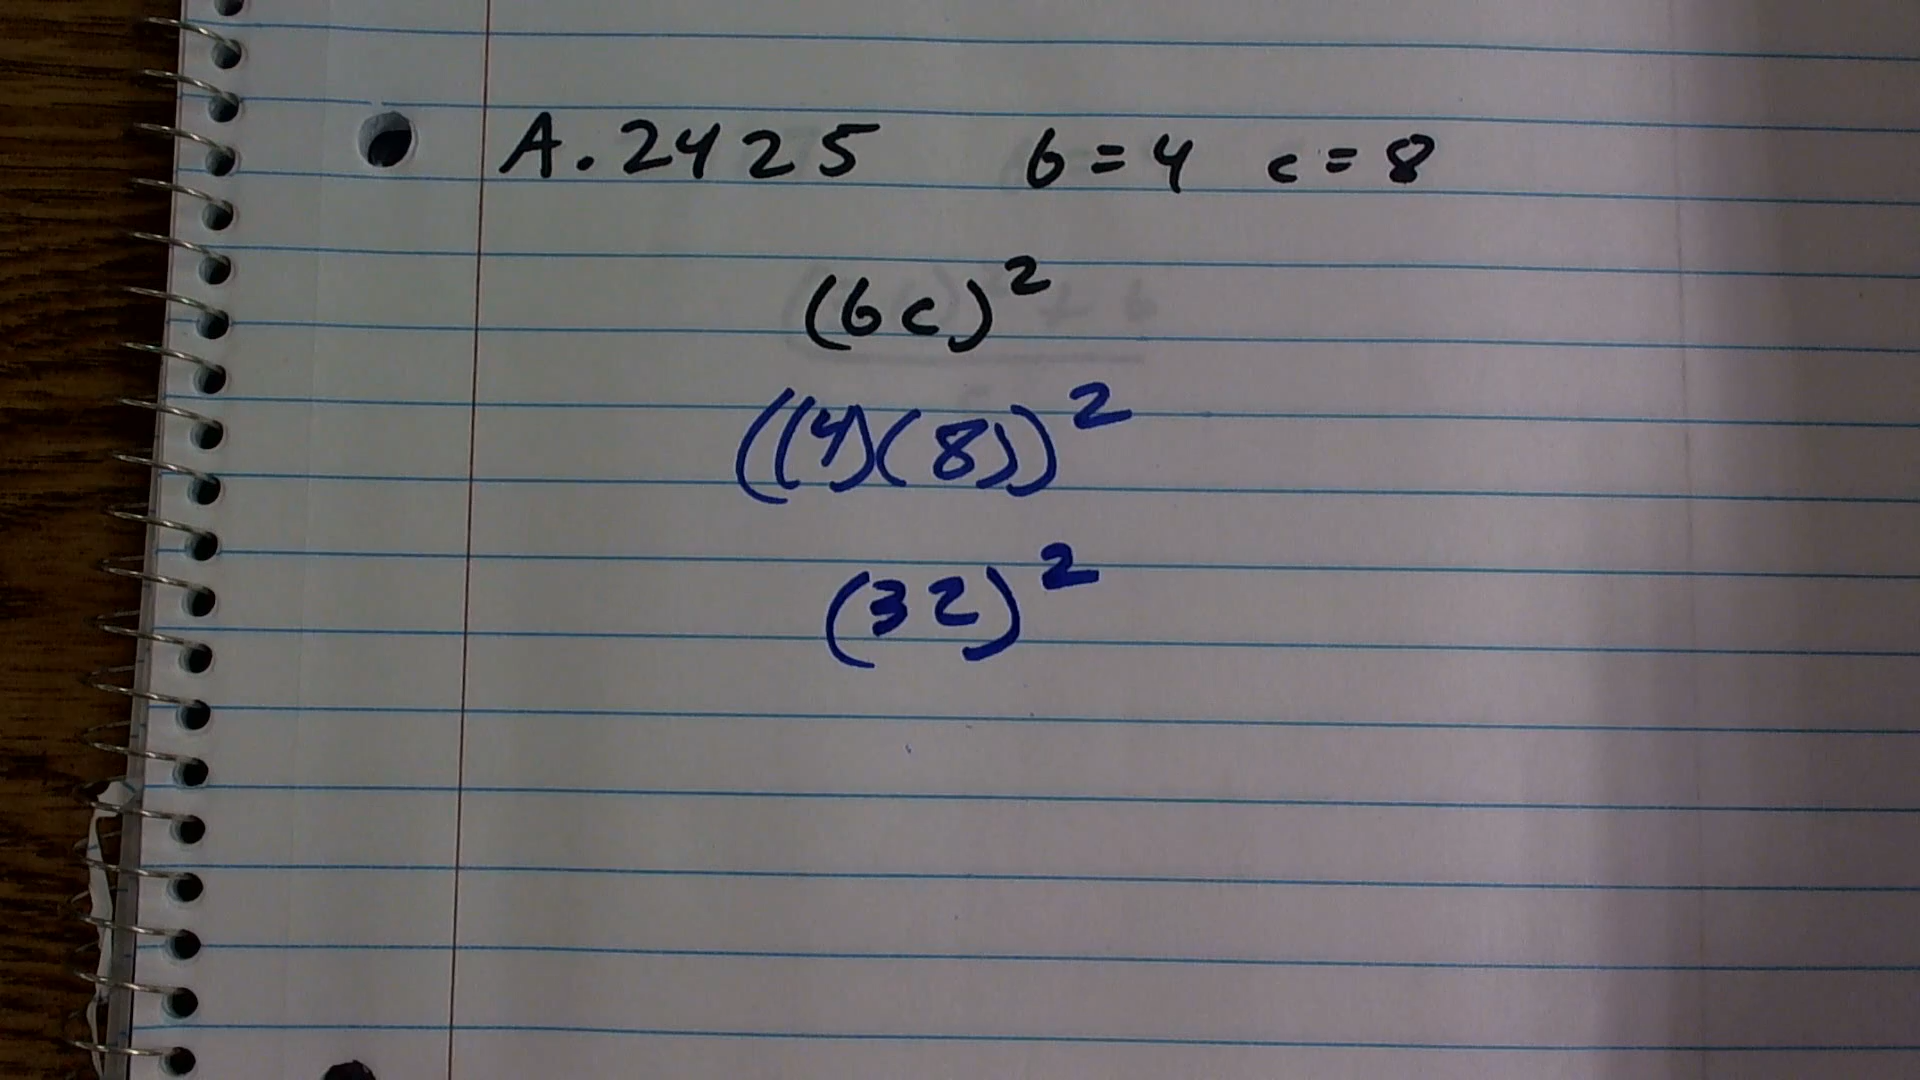 A.2425 b=4 c=8
(bc)²
((4)(8))²
(32)²